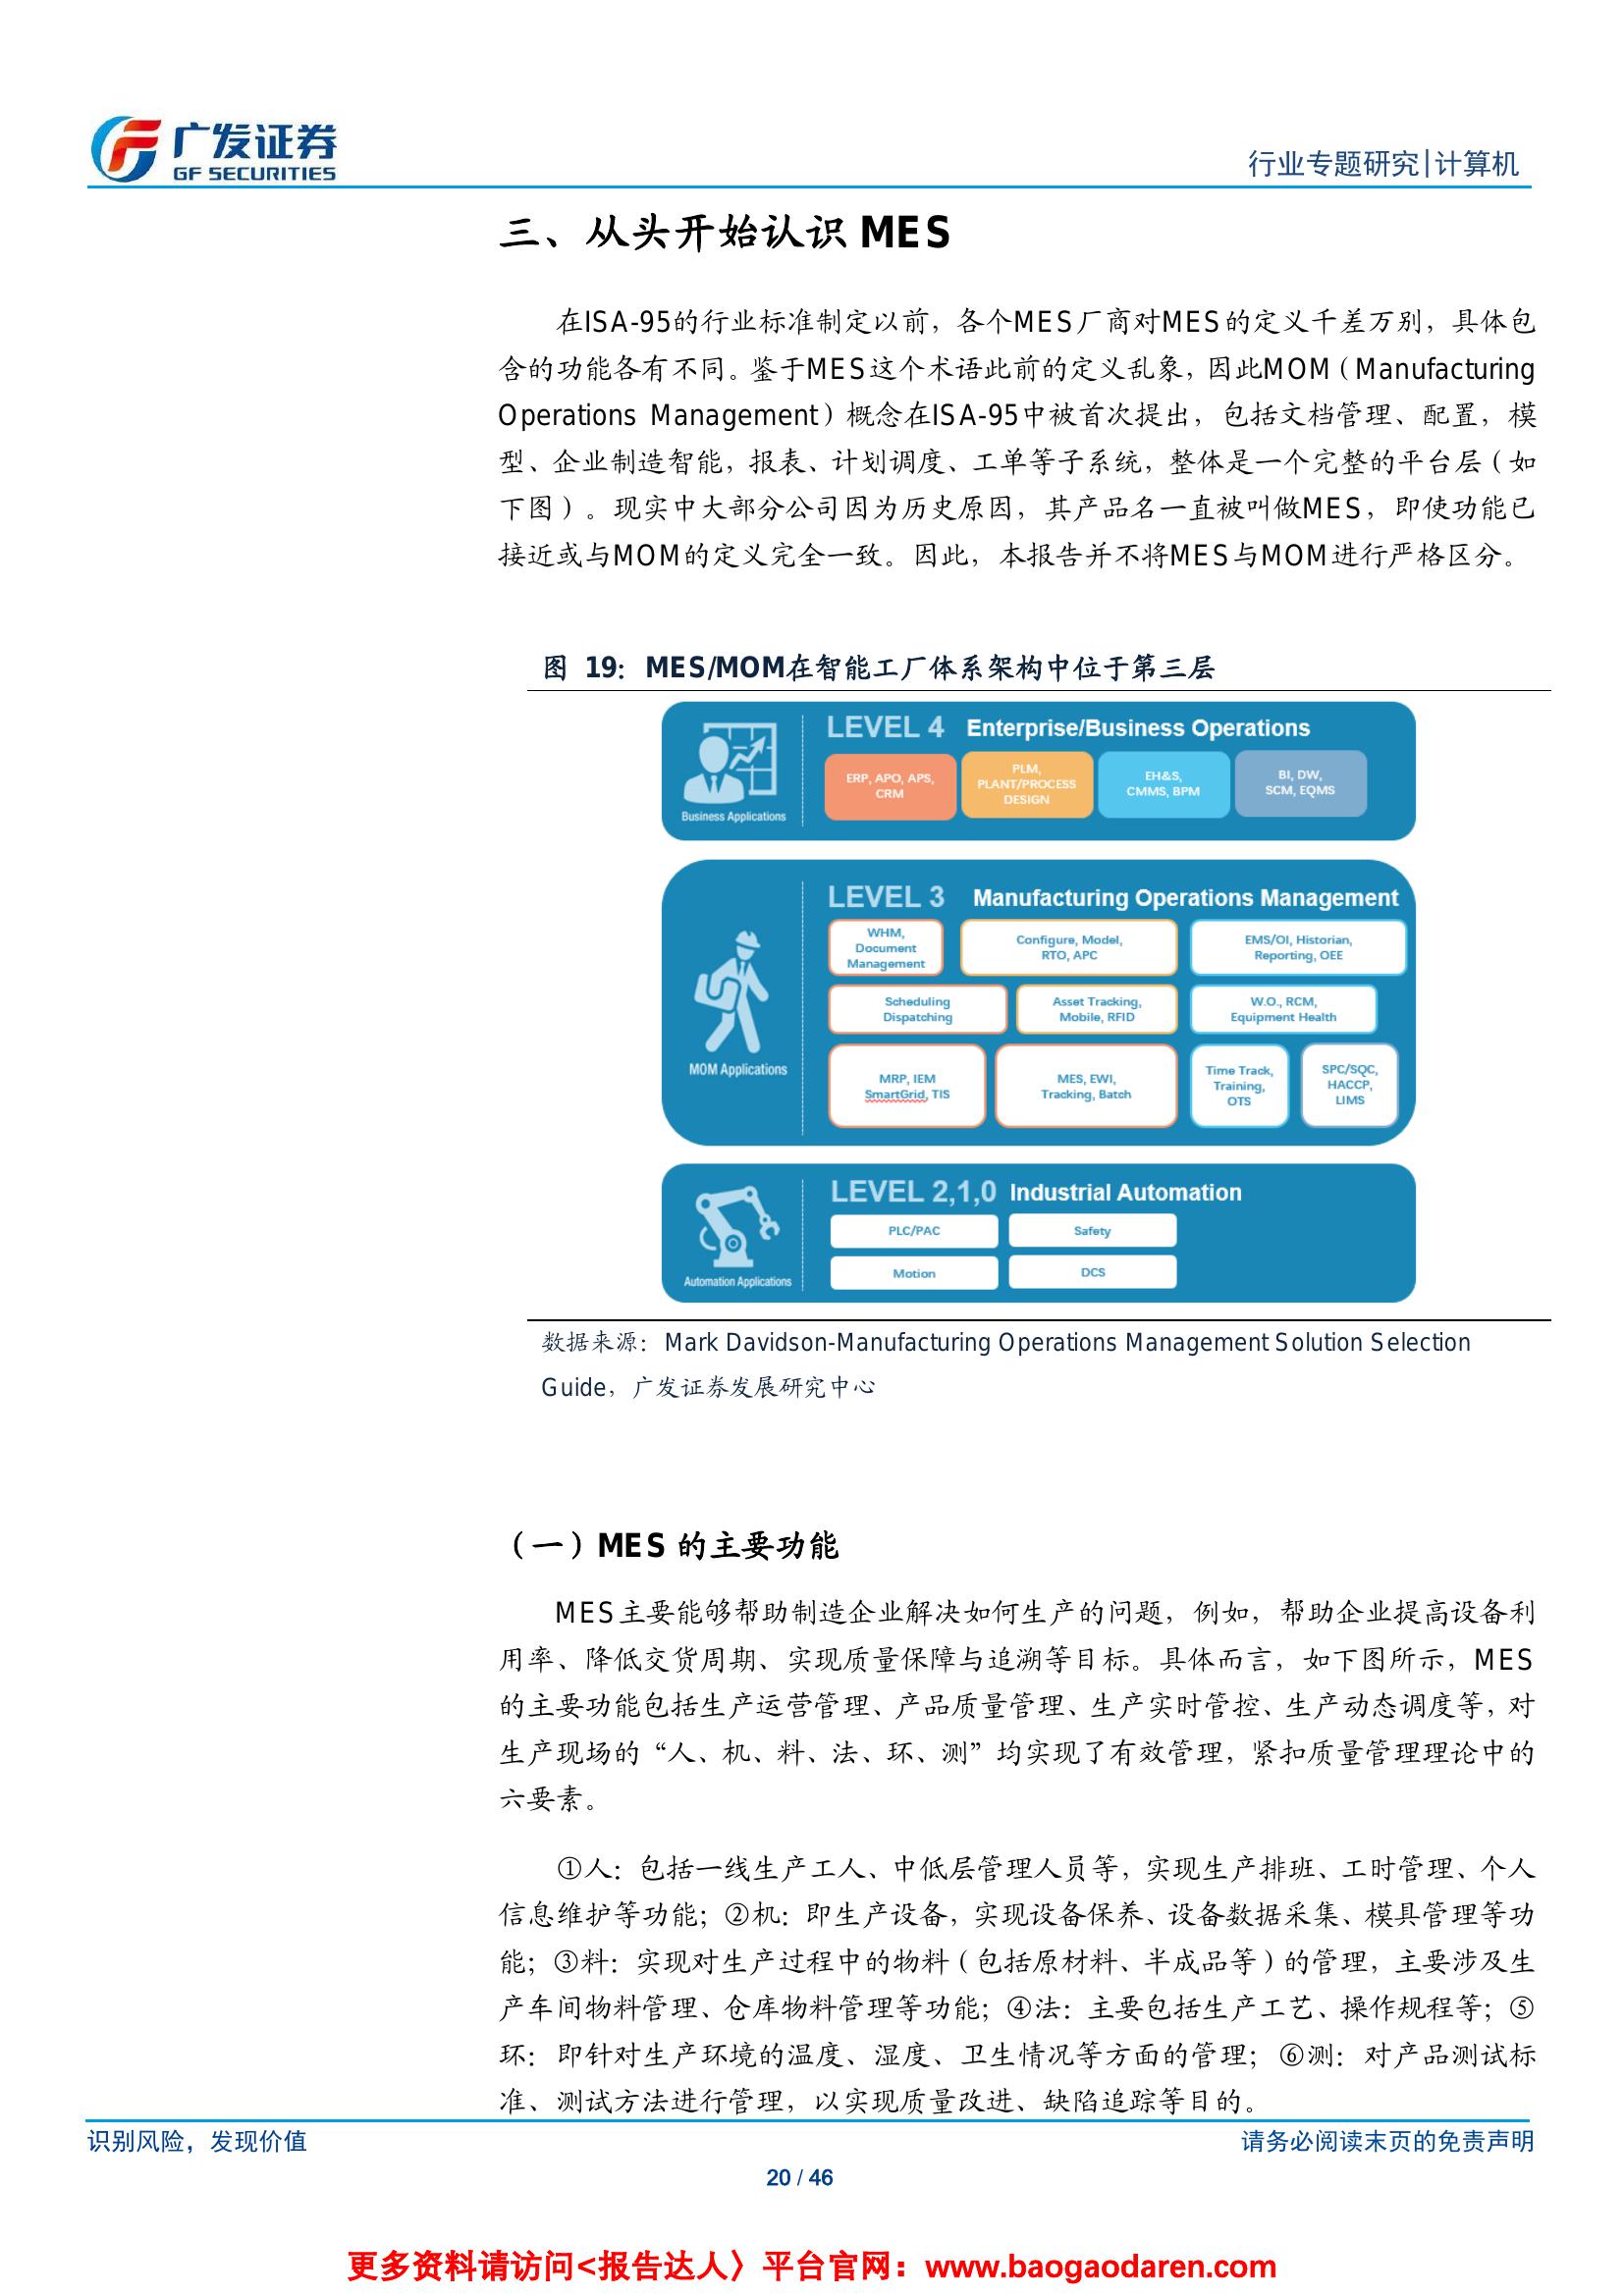 广发证券
GF SECURITIES
行业专题研究|计算机
三、从头开始认识 MES
在ISA-95的行业标准制定以前，各个MES厂商对MES的定义千差万别，具体包
含的功能各有不同。鉴于MES这个术语此前的定义乱象，因此MOM（Manufacturing
Operations Management）概念在ISA-95中被首次提出，包括文档管理、配置，模
型、企业制造智能，报表、计划调度、工单等子系统，整体是一个完整的平台层（如
下图）。现实中大部分公司因为历史原因，其产品名一直被叫做MES，即使功能已
接近或与MOM的定义完全一致。因此，本报告并不将MES与MOM进行严格区分。
图 19：MES/MOM在智能工厂体系架构中位于第三层
LEVEL 4 Enterprise/Business Operations
ERP, APO, APS,
CRM
PLM,
PLANT/PROCESS
DESIGN
EH&S,
CMMS, BPM
BI, DW,
SCM, EQMS
Business Applications
LEVEL 3 Manufacturing Operations Management
WHM,
Document
Management
Configure, Model,
RTO, APC
EMS/OI, Historian,
Reporting, OEE
Scheduling
Dispatching
Asset Tracking,
Mobile, RFID
W.O., RCM,
Equipment Health
MOM Applications
MRP, IEM
SmartGrid, TIS
MES, EWI,
Tracking, Batch
Time Track,
Training,
OTS
SPC/SQC,
HACCP,
LIMS
LEVEL 2,1,0 Industrial Automation
PLC/PAC
Safety
Motion
DCS
Automation Applications
数据来源：Mark Davidson-Manufacturing Operations Management Solution Selection
Guide，广发证券发展研究中心
（一）MES 的主要功能
MES主要能够帮助制造企业解决如何生产的问题，例如，帮助企业提高设备利
用率、降低交货周期、实现质量保障与追溯等目标。具体而言，如下图所示，MES
的主要功能包括生产运营管理、产品质量管理、生产实时管控、生产动态调度等，对
生产现场的“人、机、料、法、环、测”均实现了有效管理，紧扣质量管理理论中的
六要素。
①人：包括一线生产工人、中低层管理人员等，实现生产排班、工时管理、个人
信息维护等功能；②机：即生产设备，实现设备保养、设备数据采集、模具管理等功
能；③料：实现对生产过程中的物料（包括原材料、半成品等）的管理，主要涉及生
产车间物料管理、仓库物料管理等功能；④法：主要包括生产工艺、操作规程等；⑤
环：即针对生产环境的温度、湿度、卫生情况等方面的管理；⑥测：对产品测试标
准、测试方法进行管理，以实现质量改进、缺陷追踪等目的。
识别风险，发现价值
请务必阅读末页的免责声明
20 / 46
更多资料请访问<报告达人〉平台官网：www.baogaodaren.com